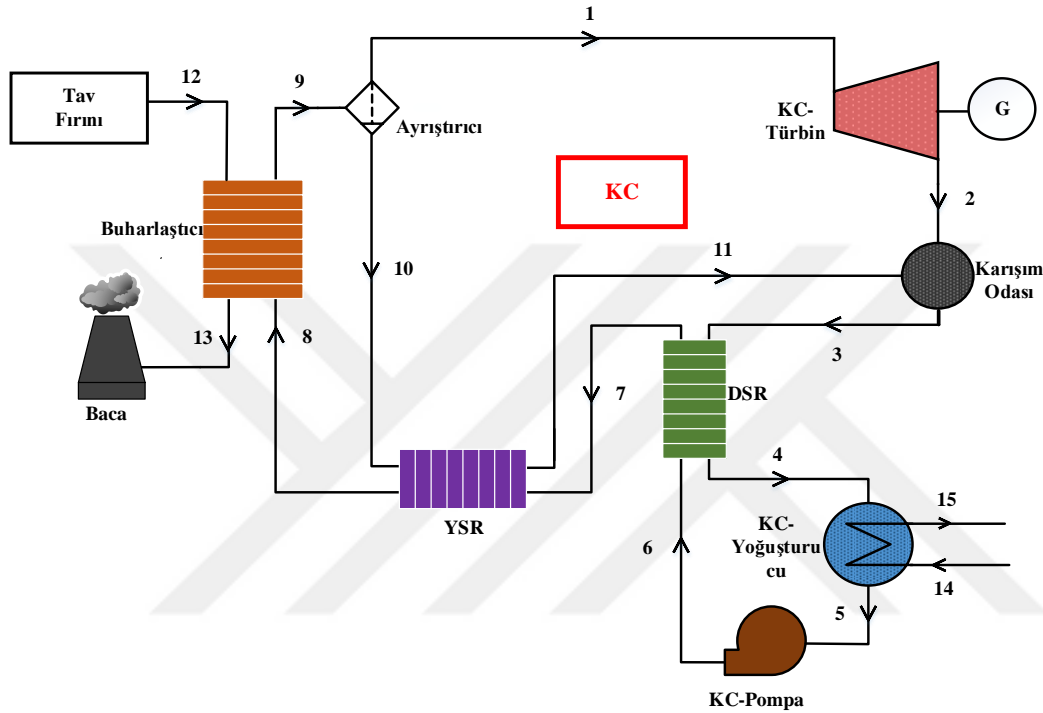 1
12
9
Tav
Fırını
Ayrıştırıcı
KC-
Türbin
G
KC
2
Buharlaştıcı
10
11
Karışım
Odası
13
8
3
7
DSR
Baca
4
YSR
15
KC-
Yoğuşturu
cu
6
14
5
KC-Pompa